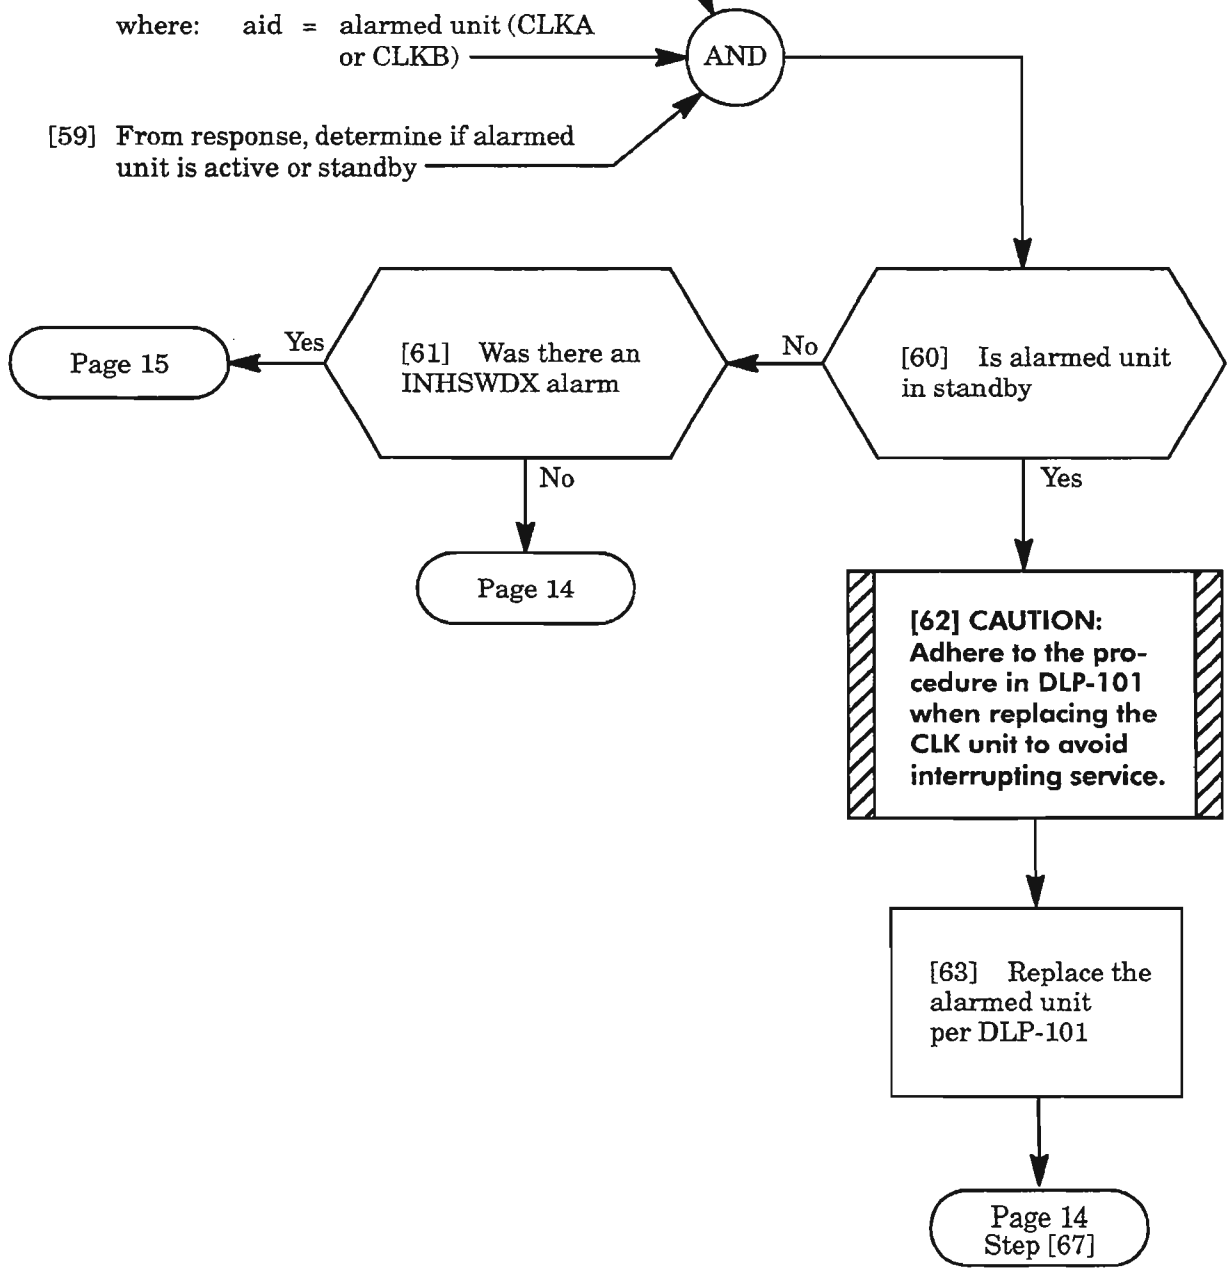 where: aid = alarmed unit (CLKA
or CLKB)
AND
[59] From response, determine if alarmed
unit is active or standby
Page 15
Yes
[61] Was there an
INHSWDX alarm
No
[60] Is alarmed unit
in standby
No
Yes
Page 14
[62] CAUTION:
Adhere to the pro-
cedure in DLP-101
when replacing the
CLK unit to avoid
interrupting service.
[63] Replace the
alarmed unit
per DLP-101
Page 14
Step [67]